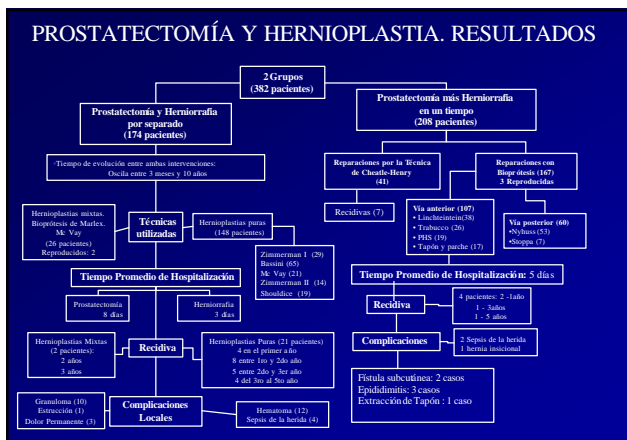 PROSTATECTOMÍA Y HERNIOPLASTIA. RESULTADOS
2 Grupos
(382 pacientes)
Prostatectomía y Herniorrafia
por separado
(174 pacientes)
Tiempo de evolución entre ambas intervenciones:
Oscila entre 3 meses y 10 años
Hernioplastias mixtas.
Bioprótesis de Marlex.
Mc Vay
(26 pacientes)
Reproducidos: 2
Técnicas
utilizadas
Hernioplastias puras
(148 pacientes)
Zimmerman I (29)
Bassini (65)
Mc Vay (21)
Zimmerman II (14)
Shouldice (19)
Tiempo Promedio de Hospitalización
Prostatectomía
8 días
Herniorrafia
3 días
Hernioplastias Mixtas
(2 pacientes):
2 años
3 años
Recidiva
Hernioplastias Puras (21 pacientes)
4 en el primer año
8 entre 1ro y 2do año
5 entre 2do y 3er año
4 del 3ro al 5to año
Granuloma (10)
Estrucción (1)
Dolor Permanente (3)
Complicaciones
Locales
Hematoma (12)
Sepsis de la herida (4)
Prostatectomía más Herniorrafia
en un tiempo
(208 pacientes)
Reparaciones por la Técnica
de Cheatle-Henry
(41)
Recidivas (7)
Reparaciones con
Bioprótesis (167)
3 Reproducidas
Vía anterior (107)
• Linchteintein(38)
• Trabucco (26)
• PHS (19)
• Tapón y parche (17)
Vía posterior (60)
•Nyhuss (53)
•Stoppa (7)
Tiempo Promedio de Hospitalización: 5 días
Recidiva
4 pacientes: 2 -1año
1 - 3años
1 - 5 años
Complicaciones
2 Sepsis de la herida
1 hernia insicional
Fístula subcutánea: 2 casos
Epididimitis: 3 casos
Extracción de Tapón : 1 caso